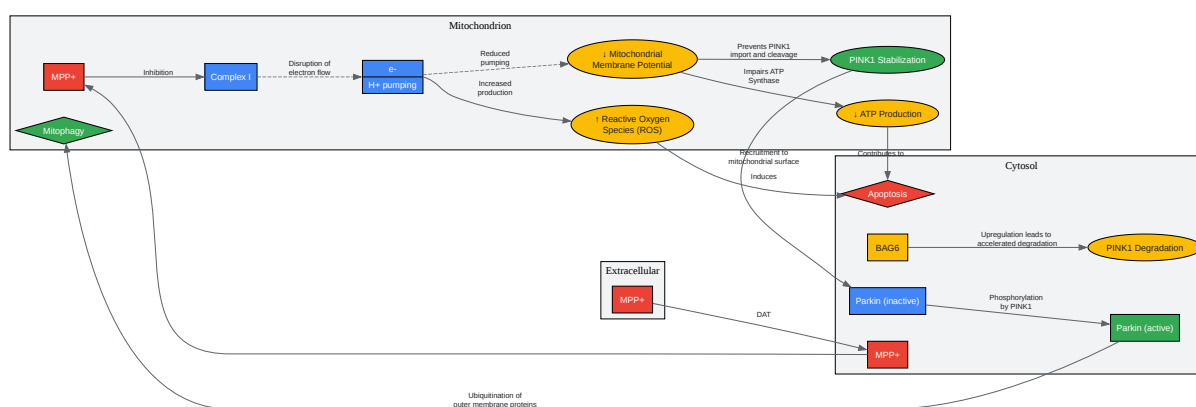 Mitochondrion
MPP+
Inhibition
Complex I
Disruption of
electron flow
e-
H+ pumping
Reduced
pumping
Increased
production
↓ Mitochondrial
Membrane Potential
↑ Reactive Oxygen
Species (ROS)
Prevents PINK1
import and cleavage
Impairs ATP
Synthase
PINK1 Stabilization
↓ ATP Production
Mitophagy
Recruitment to
mitochondrial surface
Induces
Contributes to
Cytosol
Apoptosis
BAG6
Upregulation leads to
accelerated degradation
PINK1 Degradation
Extracellular
MPP+
DAT
Parkin (inactive)
Phosphorylation
by PINK1
Parkin (active)
MPP+
Ubiquitination of
outer membrane proteins